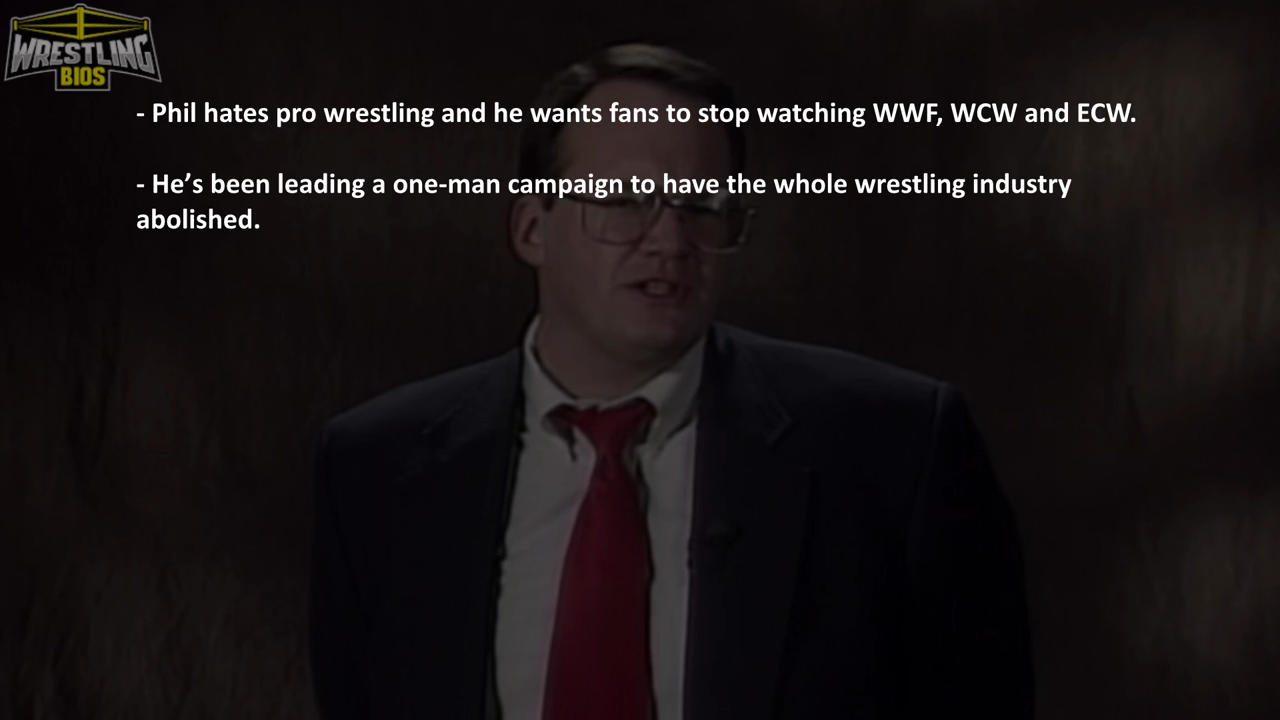 WRESTLING
BIOS
- Phil hates pro wrestling and he wants fans to stop watching WWF, WCW and ECW.
- He’s been leading a one-man campaign to have the whole wrestling industry
abolished.